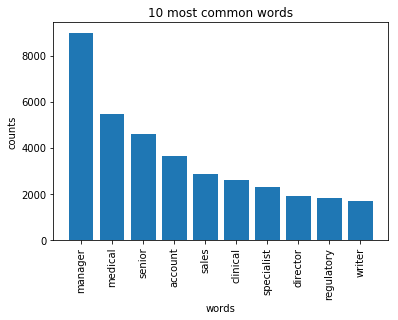 10 most common words
counts
8000
6000
4000
2000
0
manager
medical
senior
account
sales
clinical
specialist
director
regulatory
writer
words